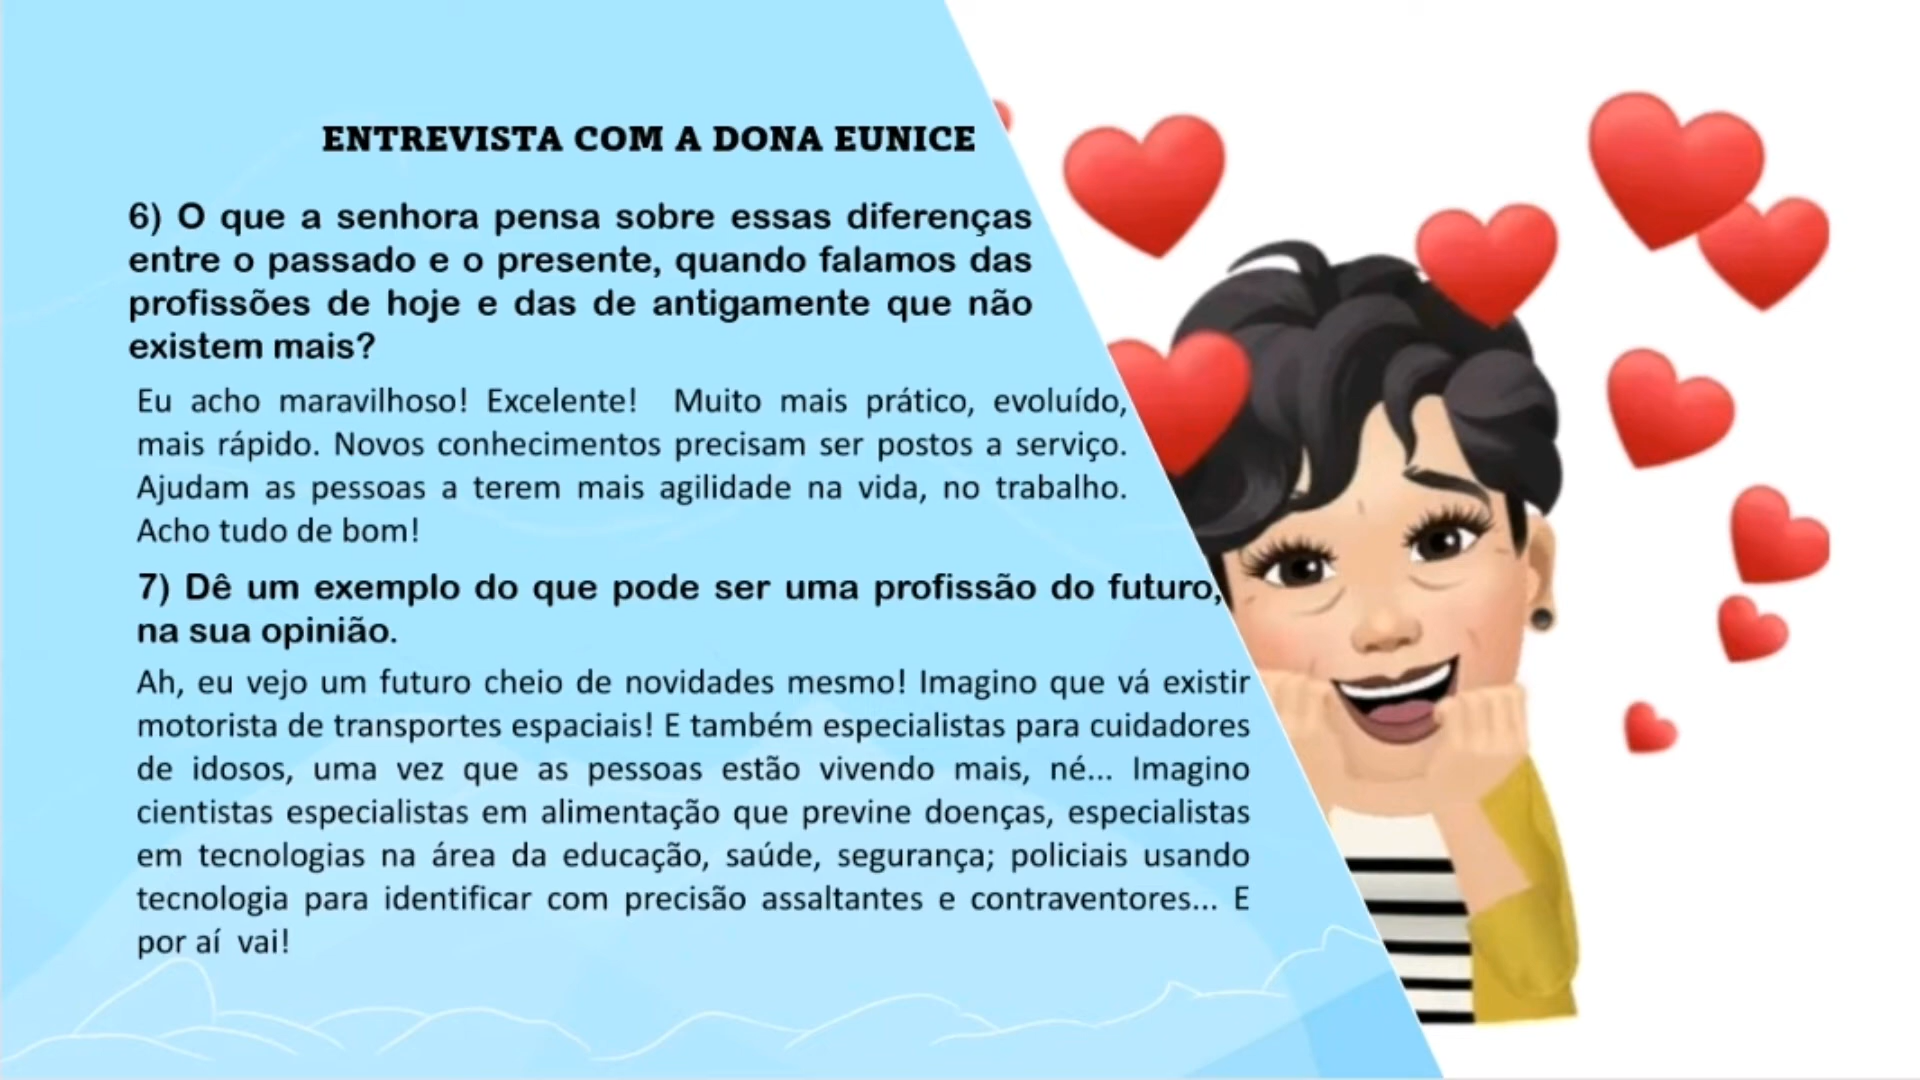 ENTREVISTA COM A DONA EUNICE
6) O que a senhora pensa sobre essas diferenças
entre o passado e o presente, quando falamos das
profissões de hoje e das de antigamente que não
existem mais?
Eu acho maravilhoso! Excelente! Muito mais prático, evoluído,
mais rápido. Novos conhecimentos precisam ser postos a serviço.
Ajudam as pessoas a terem mais agilidade na vida, no trabalho.
Acho tudo de bom!
7) Dê um exemplo do que pode ser uma profissão do futuro,
na sua opinião.
Ah, eu vejo um futuro cheio de novidades mesmo! Imagino que vá existir
motorista de transportes espaciais! E também especialistas para cuidadores
de idosos, uma vez que as pessoas estão vivendo mais, né... Imagino
cientistas especialistas em alimentação que previne doenças, especialistas
em tecnologias na área da educação, saúde, segurança; policiais usando
tecnologia para identificar com precisão assaltantes e contraventores... E
por aí vai!